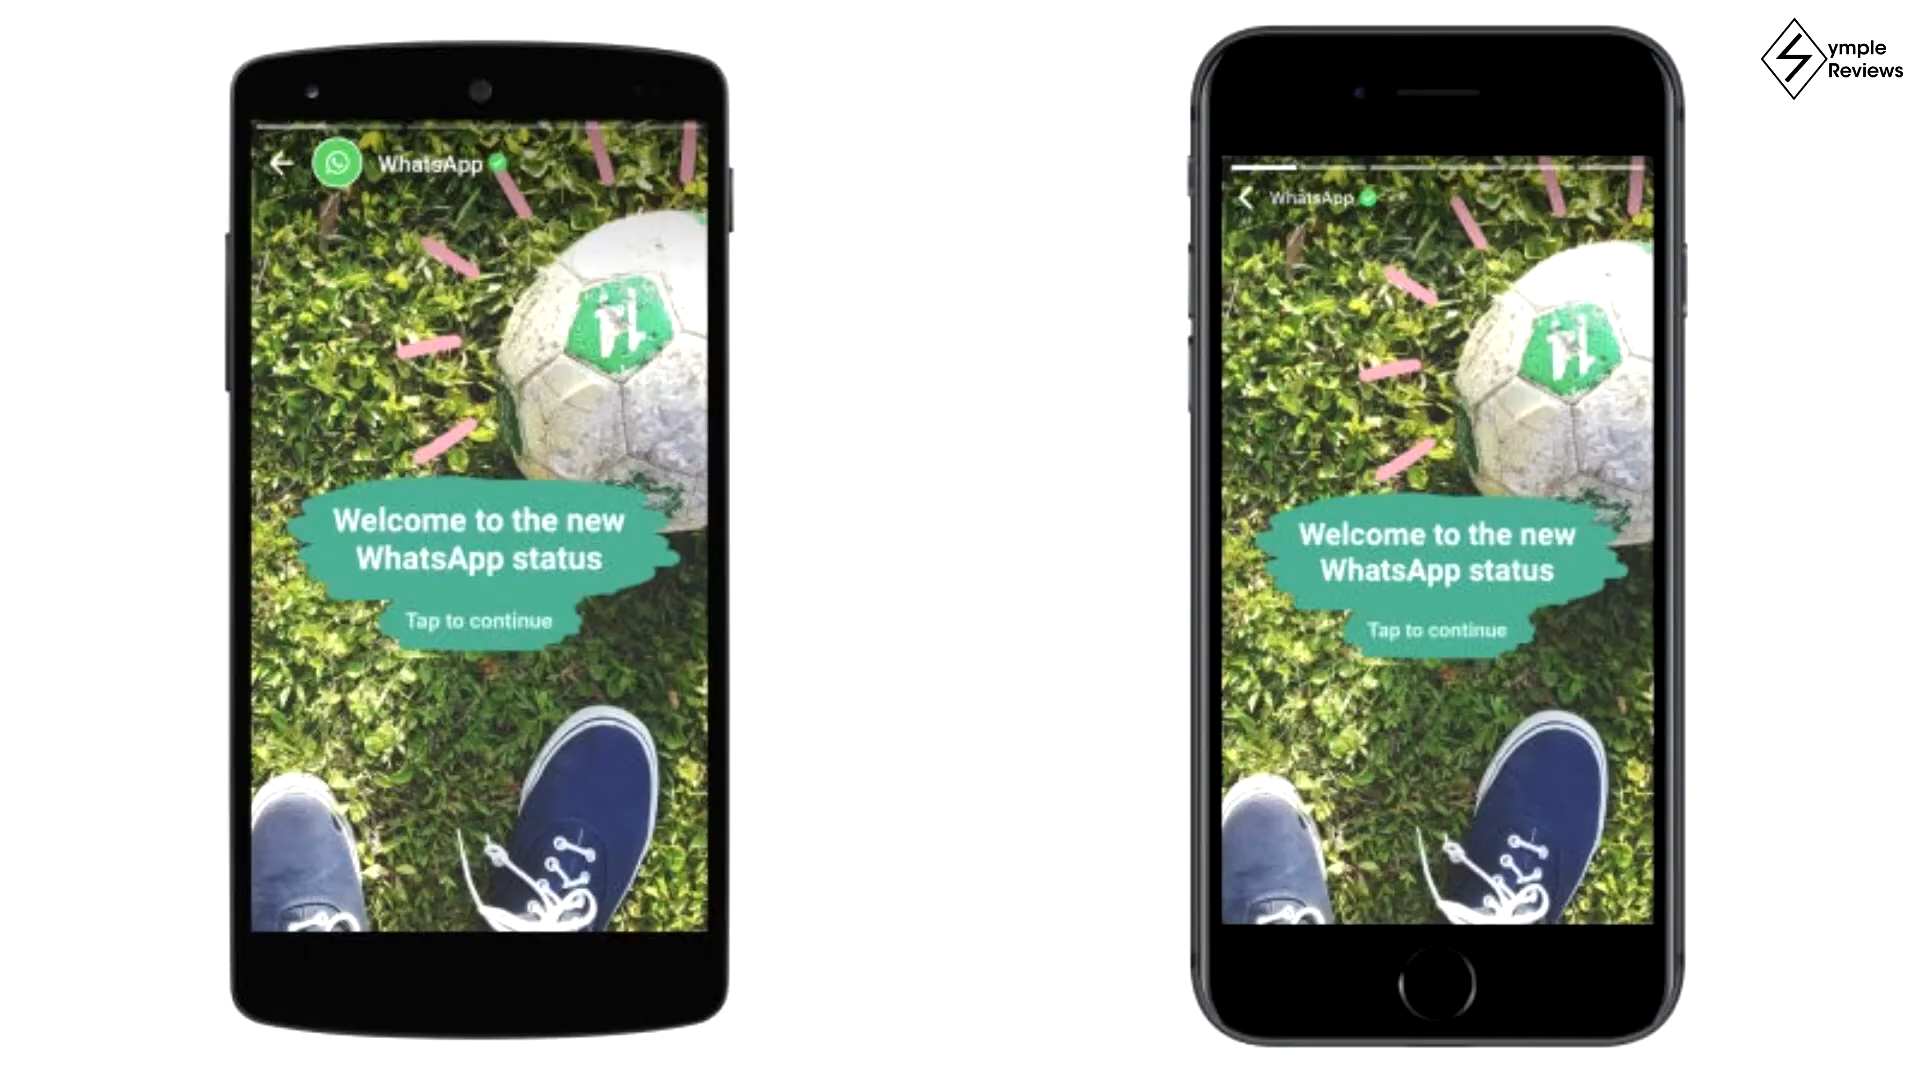 WhatsApp
Welcome to the new
WhatsApp status
Tap to continue
WhatsApp
Welcome to the new
WhatsApp status
Tap to continue
ymple
Reviews